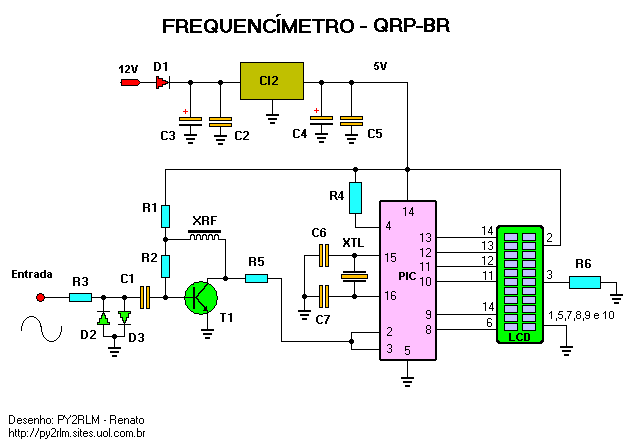 FREQUENCÍMETRO - QRP-BR
12V
D1
CI2
5V
C3
+
C2
C4
+
C5
R1
XRF
R2
R4
4
14
C6
XTL
15
PIC
16
C7
13
12
11
10
9
8
14
13
12
11
14
6
2
3
R6
LCD
1,5,7,8,9 e 10
Entrada
R3
C1
D2
D3
T1
R5
2
3
5
Desenho: PY2RLM - Renato
http://py2rlm.sites.uol.com.br